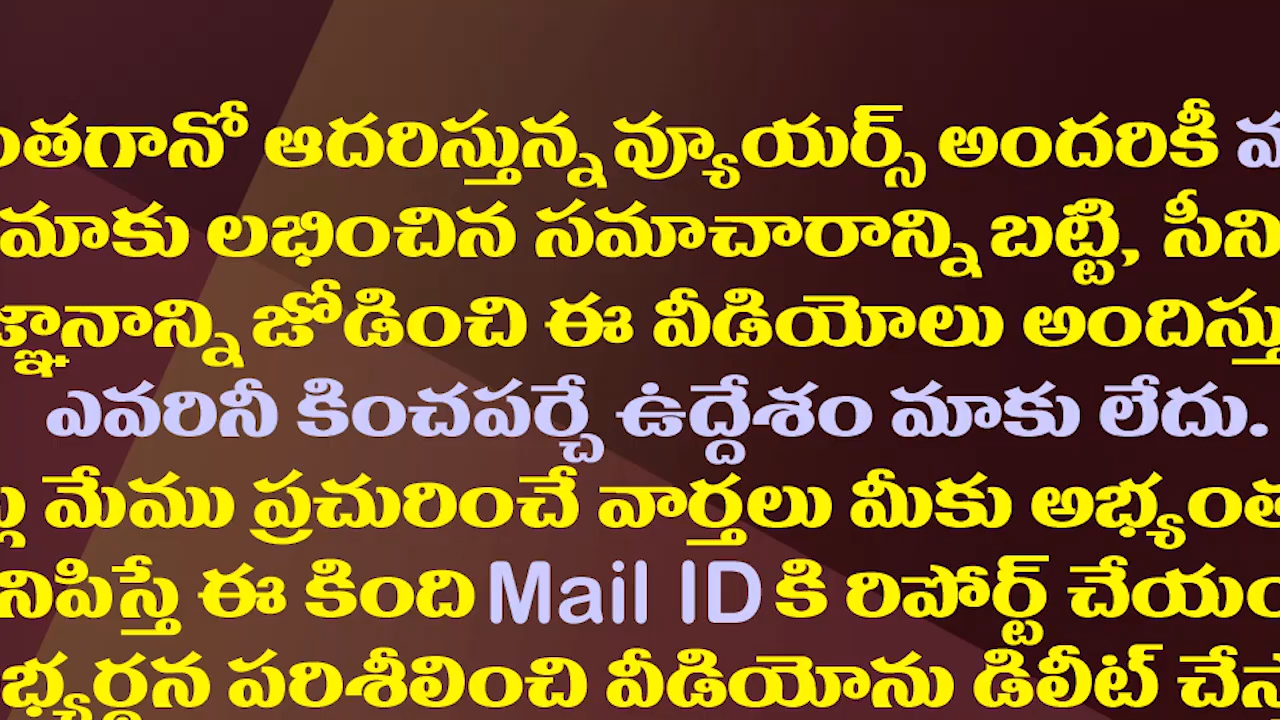 ంతగానో ఆదరిస్తున్న వ్యూయర్స్ అందరికీ
మాకు లభించిన సమాచారాన్ని బట్టి, సీని
జ్ఞానాన్ని జోడించి ఈ వీడియోలు అందిస్తు
ఎవరినీ కించపర్చే ఉద్దేశం మాకు లేదు.
మేము ప్రచురించే వార్తలు మీకు అభ్యంత
నిపిస్తే ఈ కింది Mail ID కి రిపోర్ట్ చేయం
భ్యర్థన పరిశీలించి వీడియోను డిలీట్ చేస